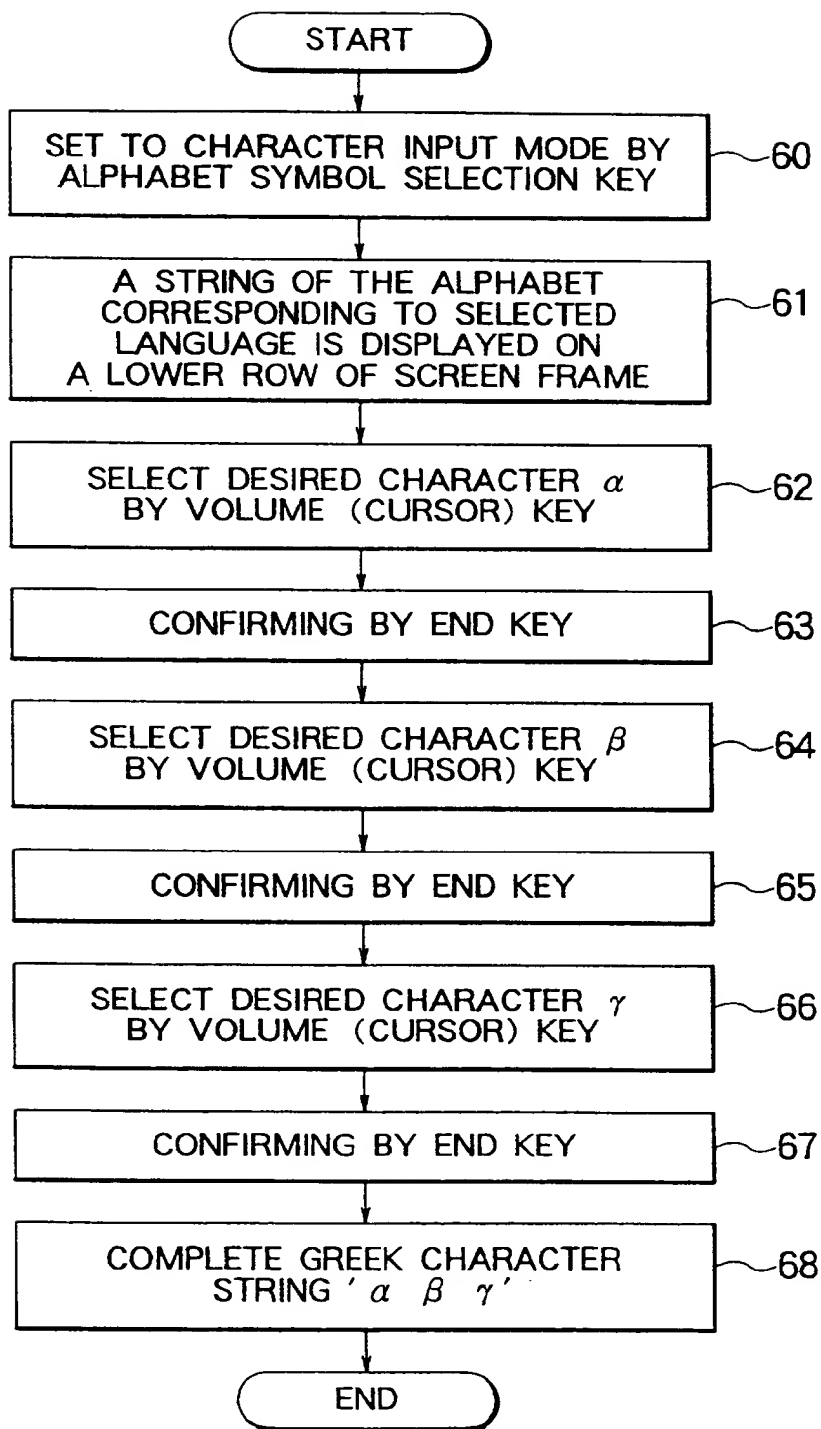 START
SET TO CHARACTER INPUT MODE BY
ALPHABET SYMBOL SELECTION KEY
60
A STRING OF THE ALPHABET
CORRESPONDING TO SELECTED
LANGUAGE IS DISPLAYED ON
A LOWER ROW OF SCREEN FRAME
61
SELECT DESIRED CHARACTER α
BY VOLUME (CURSOR) KEY
62
CONFIRMING BY END KEY
63
SELECT DESIRED CHARACTER β
BY VOLUME (CURSOR) KEY
64
CONFIRMING BY END KEY
65
SELECT DESIRED CHARACTER γ
BY VOLUME (CURSOR) KEY
66
CONFIRMING BY END KEY
67
COMPLETE GREEK CHARACTER
STRING ' α β γ '
68
END